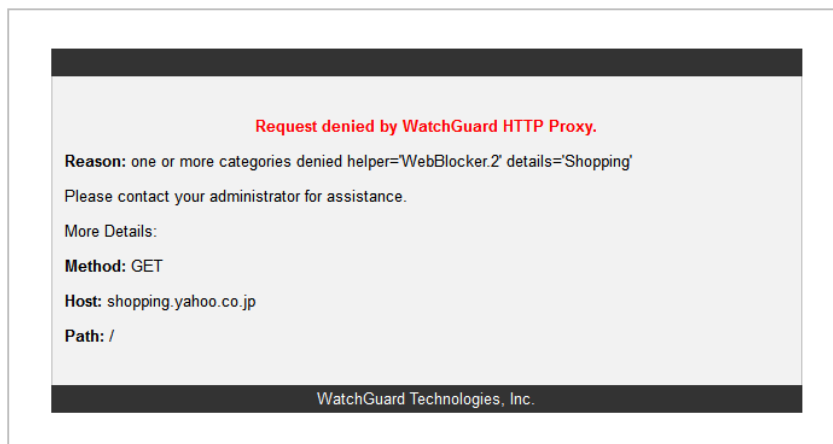 Request denied by WatchGuard HTTP Proxy.
Reason: one or more categories denied helper='WebBlocker.2' details='Shopping'
Please contact your administrator for assistance.
More Details:
Method: GET
Host: shopping.yahoo.co.jp
Path: /
WatchGuard Technologies, Inc.